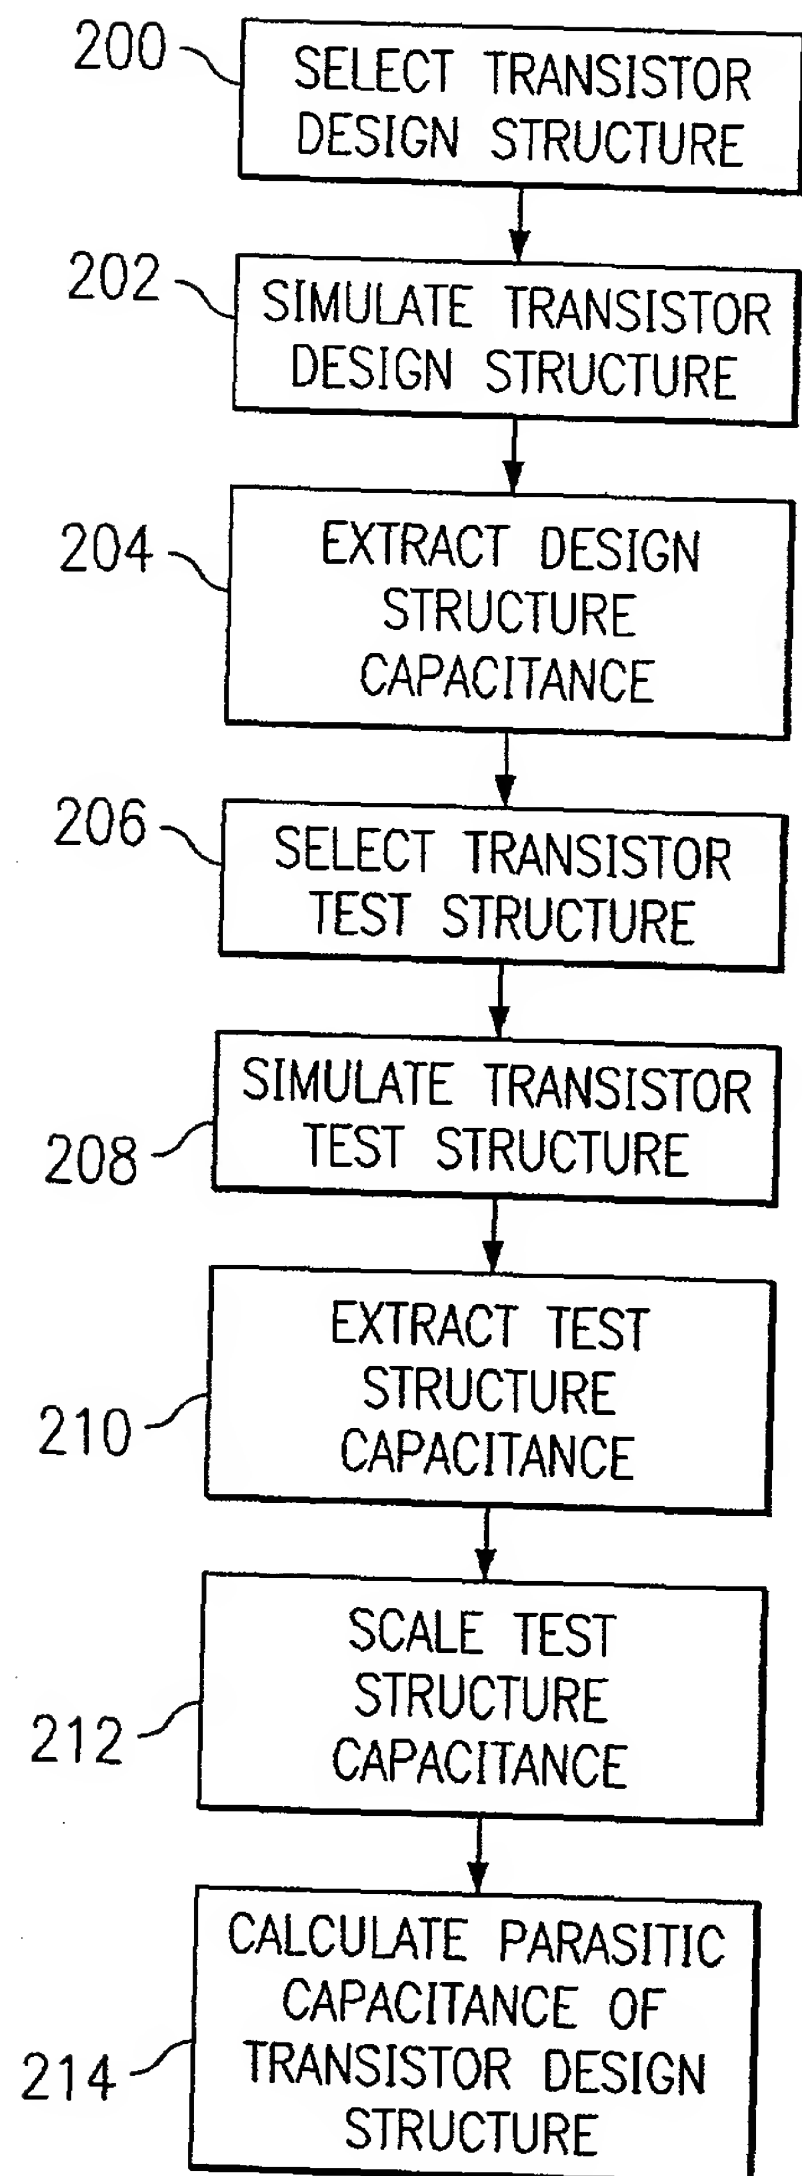 200
SELECT TRANSISTOR
DESIGN STRUCTURE
202
SIMULATE TRANSISTOR
DESIGN STRUCTURE
204
EXTRACT DESIGN
STRUCTURE
CAPACITANCE
206
SELECT TRANSISTOR
TEST STRUCTURE
208
SIMULATE TRANSISTOR
TEST STRUCTURE
210
EXTRACT TEST
STRUCTURE
CAPACITANCE
212
SCALE TEST
STRUCTURE
CAPACITANCE
214
CALCULATE PARASITIC
CAPACITANCE OF
TRANSISTOR DESIGN
STRUCTURE